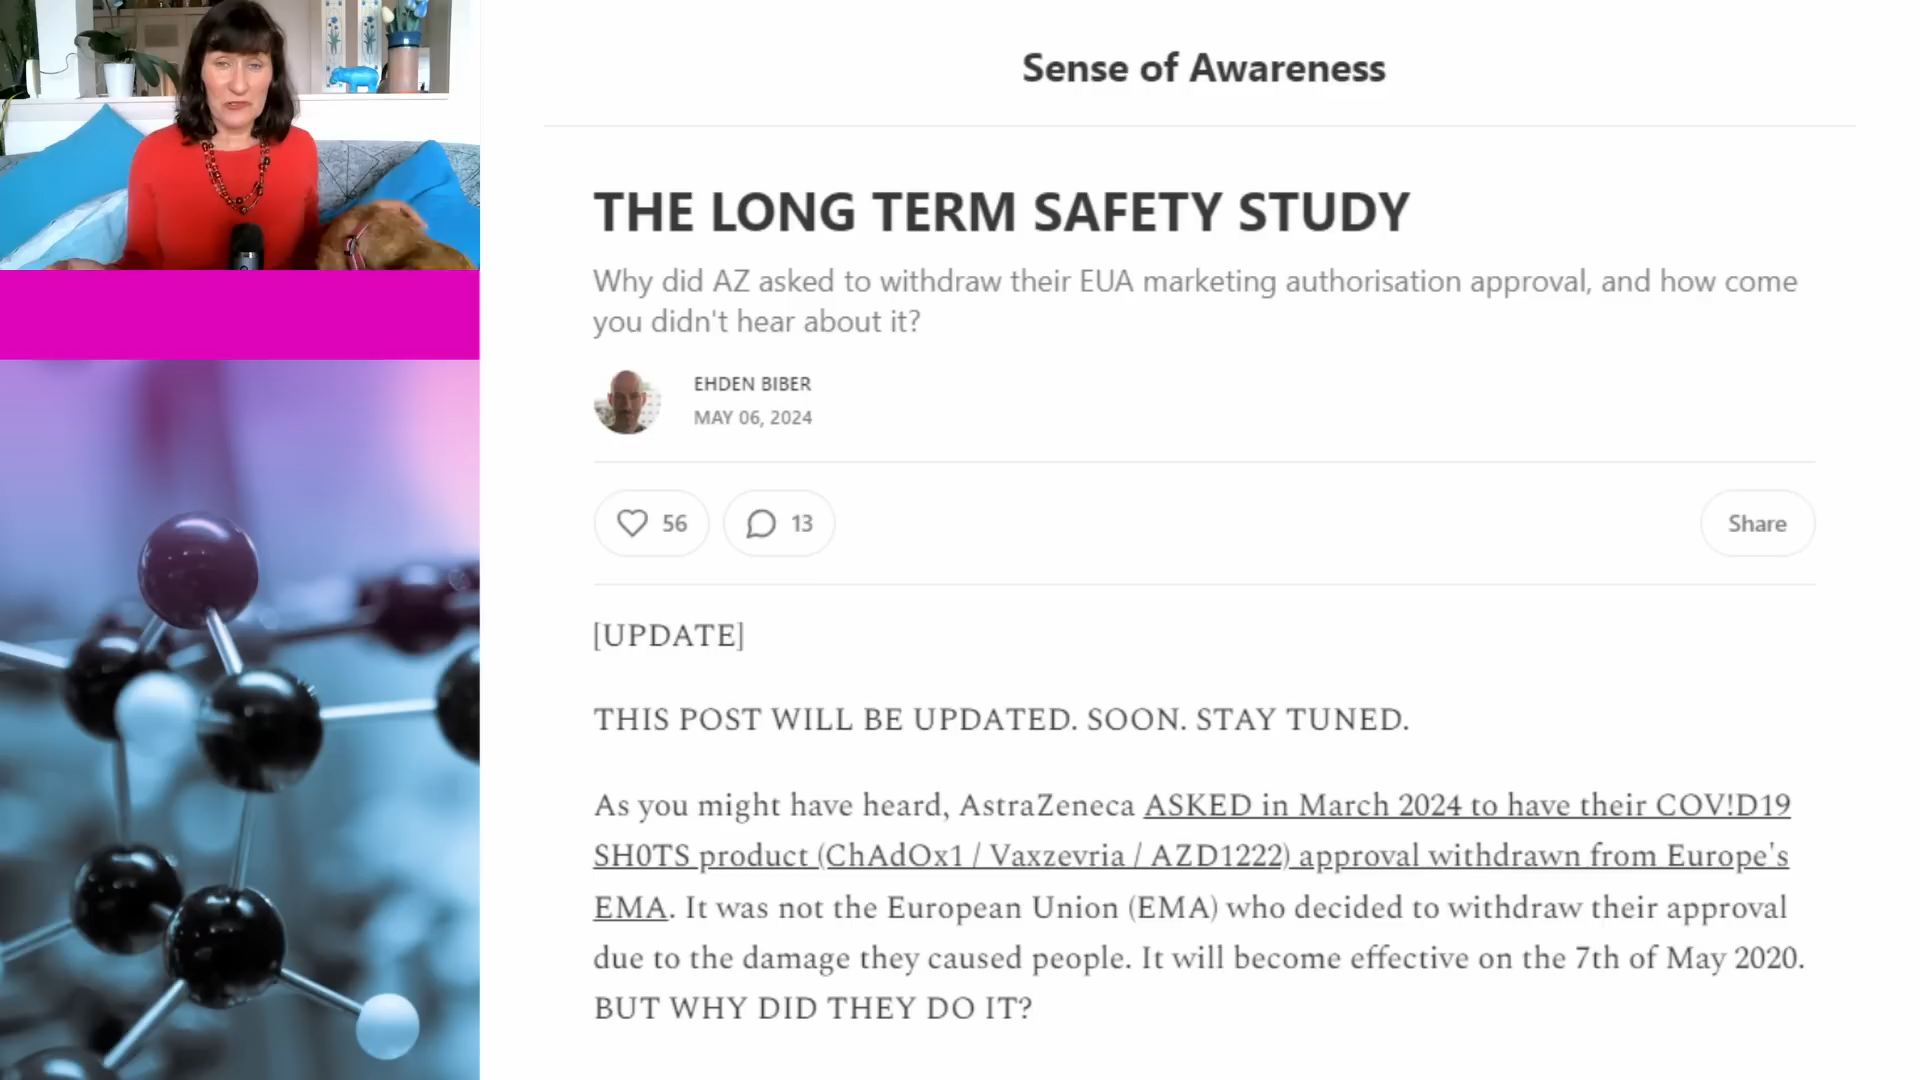 Sense of Awareness
THE LONG TERM SAFETY STUDY
Why did AZ asked to withdraw their EUA marketing authorisation approval, and how come
you didn't hear about it?
EHDEN BIBER
MAY 06, 2024
56
13
Share
[UPDATE]
THIS POST WILL BE UPDATED. SOON. STAY TUNED.
As you might have heard, AstraZeneca ASKED in March 2024 to have their COV!D19
SH0TS product (ChAdOx1 / Vaxzevria / AZD1222) approval withdrawn from Europe's
EMA. It was not the European Union (EMA) who decided to withdraw their approval
due to the damage they caused people. It will become effective on the 7th of May 2020.
BUT WHY DID THEY DO IT?